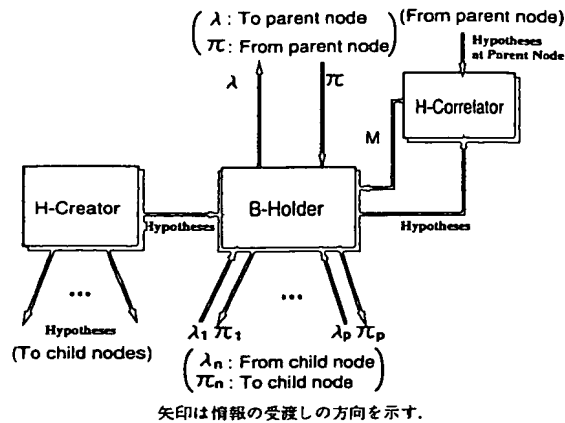 λ : To parent node
π : From parent node
(From parent node)
Hypotheses
at Parent Node
λ
π
H-Correlator
M
H-Creator
Hypotheses
B-Holder
Hypotheses
...
...
Hypotheses
(To child nodes)
λ1 π1
λp πp
λn : From child node
πn : To child node
矢印は情報の受渡しの方向を示す.